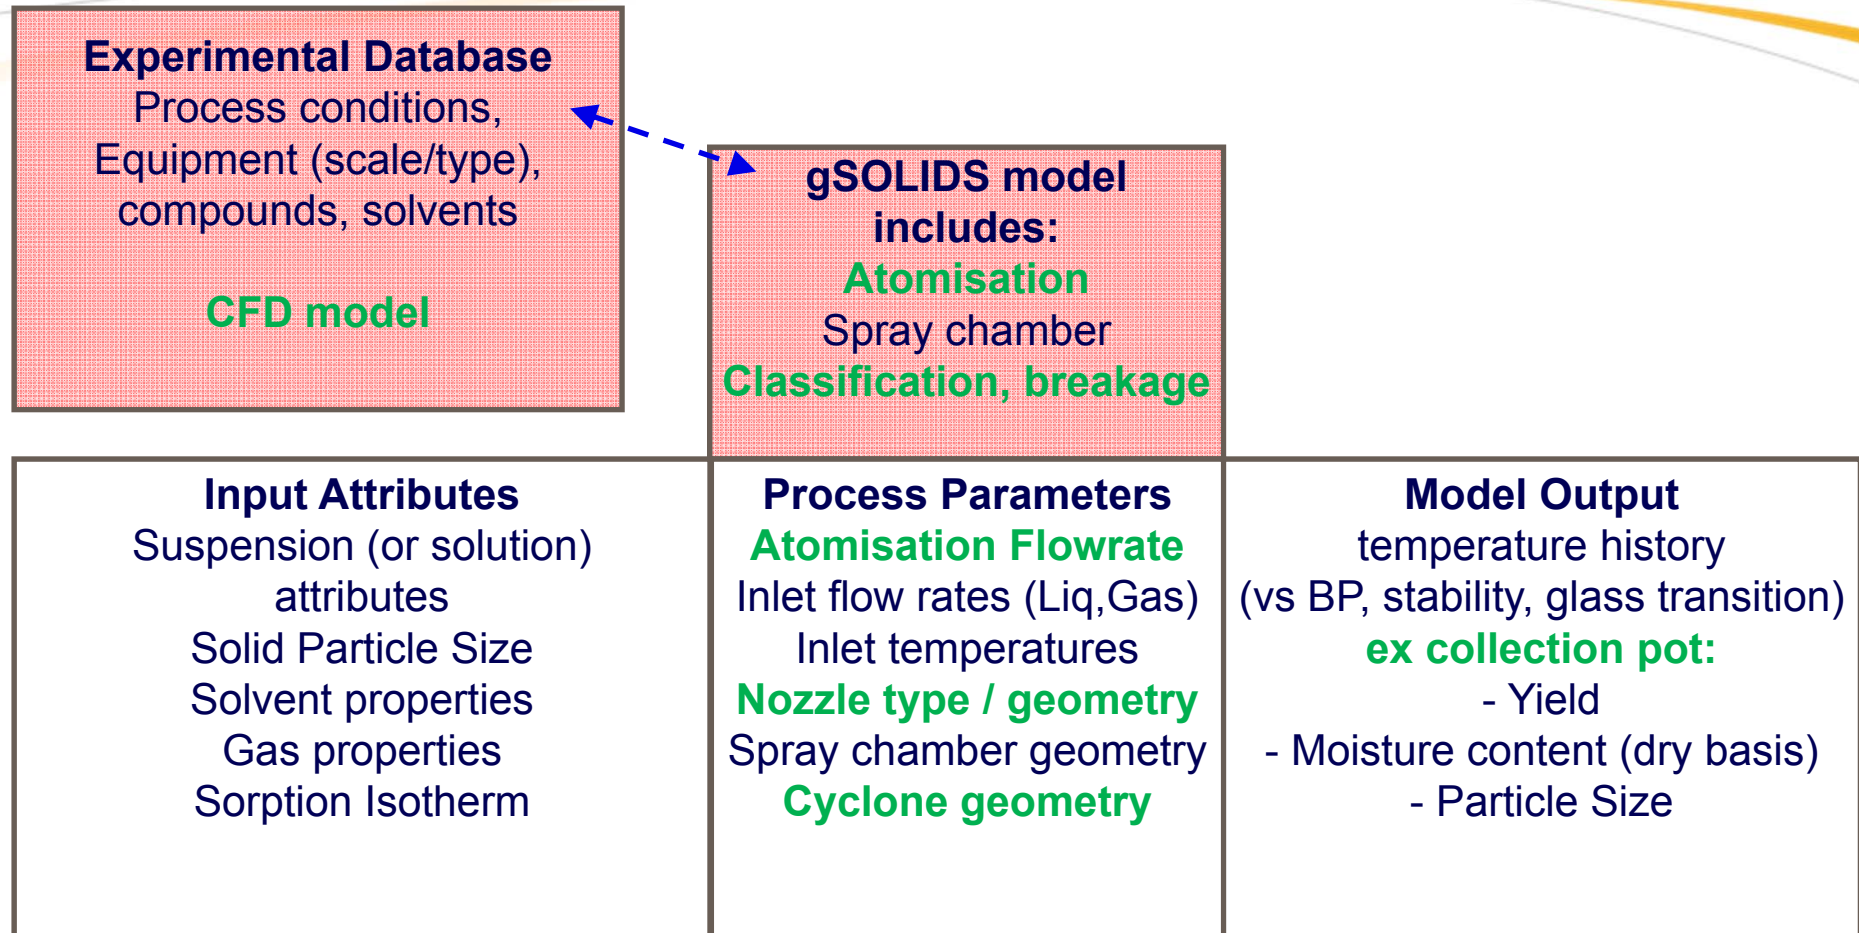 Experimental Database
Process conditions,
Equipment (scale/type),
compounds, solvents
CFD model
gSOLIDS model
includes:
Atomisation
Spray chamber
Classification, breakage
Input Attributes
Suspension (or solution)
attributes
Solid Particle Size
Solvent properties
Gas properties
Sorption Isotherm
Process Parameters
Atomisation Flowrate
Inlet flow rates (Liq,Gas)
Inlet temperatures
Nozzle type / geometry
Spray chamber geometry
Cyclone geometry
Model Output
temperature history
(vs BP, stability, glass transition)
ex collection pot:
- Yield
- Moisture content (dry basis)
- Particle Size